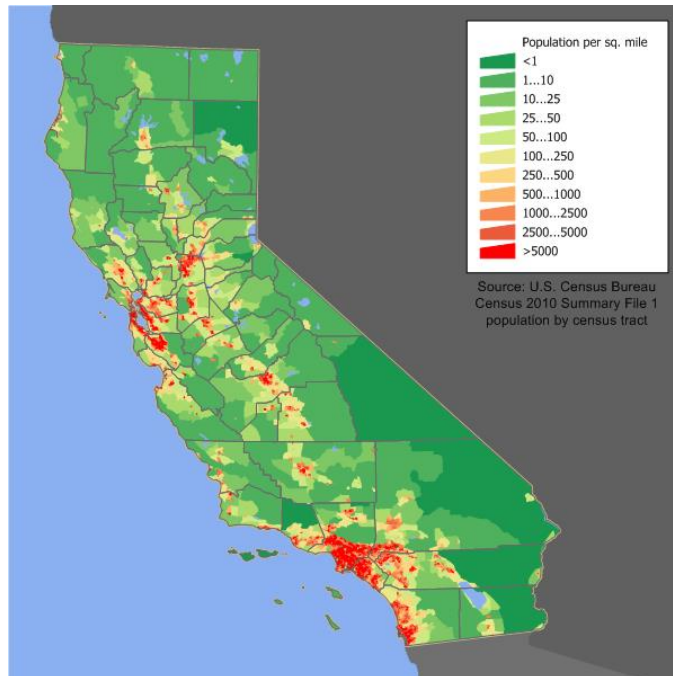 Population per sq. mile
<1
1...10
10...25
25...50
50...100
100...250
250...500
500...1000
1000...2500
2500...5000
>5000
Source: U.S. Census Bureau
Census 2010 Summary File 1
population by census tract